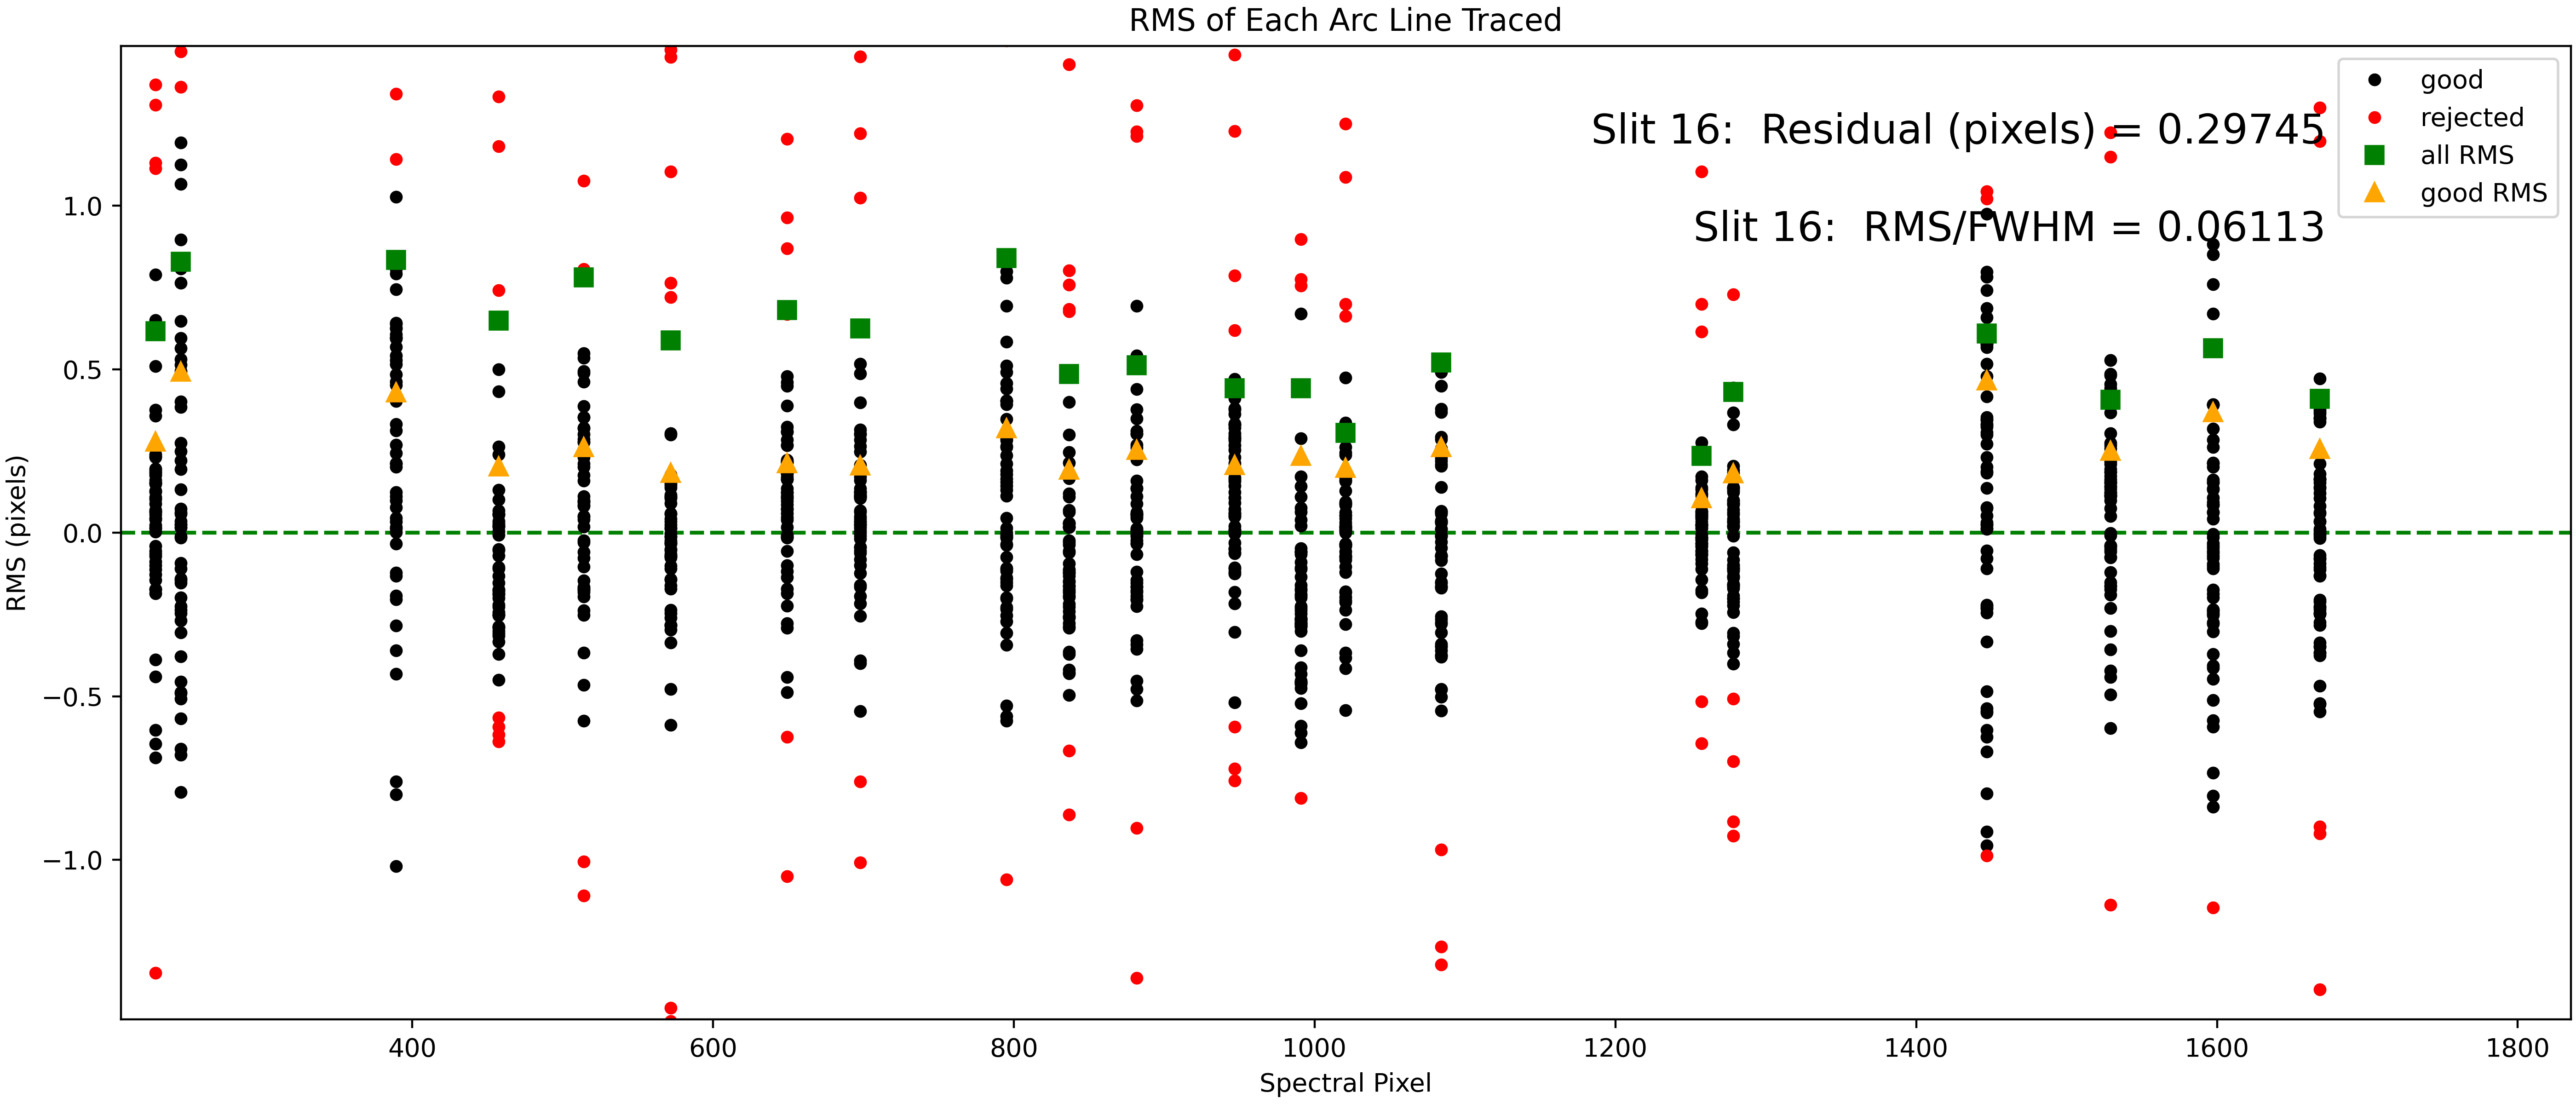 RMS of Each Arc Line Traced
good
rejected
all RMS
good RMS
Slit 16:  Residual (pixels) = 0.29745
Slit 16:  RMS/FWHM = 0.06113
RMS (pixels)
1.0
0.5
0.0
−0.5
−1.0
400 600 800 1000 1200 1400 1600 1800
Spectral Pixel